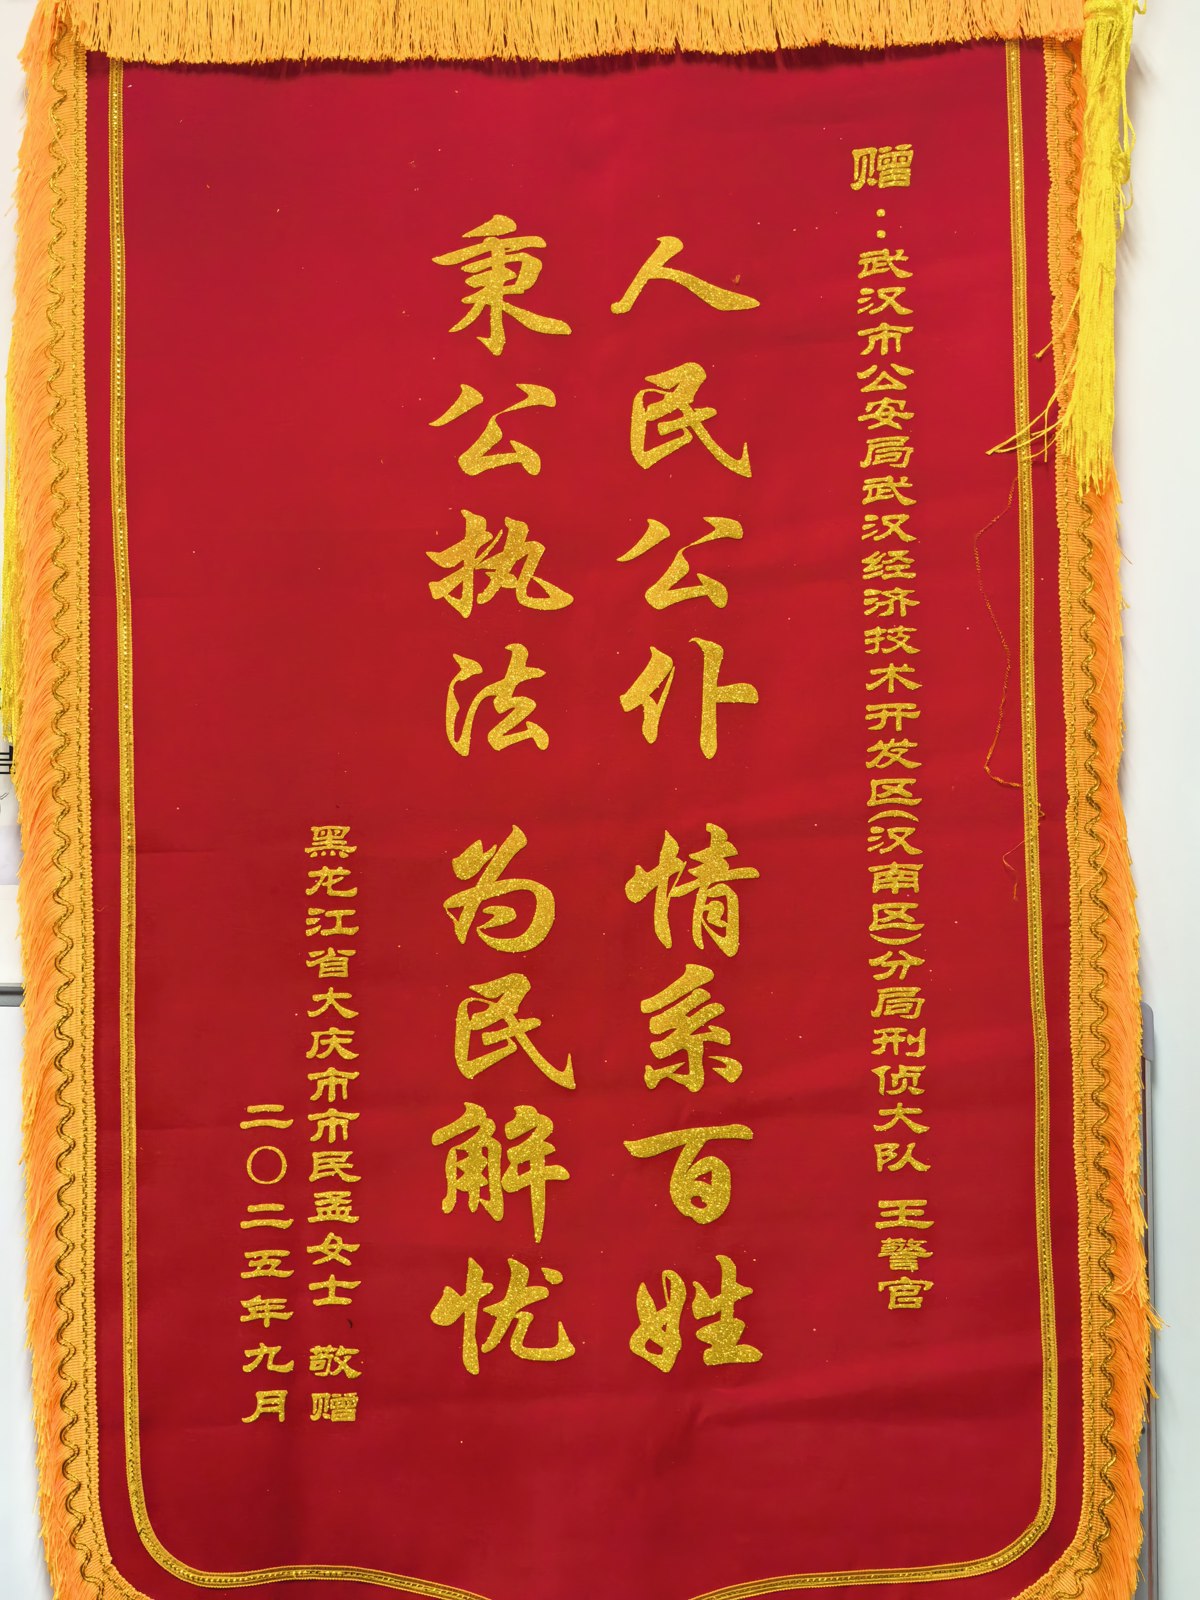 赠：武汉市公安局武汉经济技术开发区(汉南区)分局刑侦大队 王警官
人民公仆 情系百姓
秉公执法 为民解忧
黑龙江省大庆市市民孟女士 敬赠
二〇二五年九月